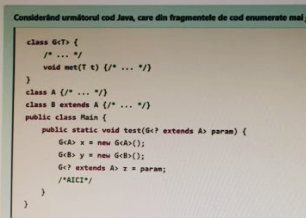 Considerând următorul cod Java, care din fragmentele de cod enumerate mai
class G<T> {
/* ... */
void met(T t) {/* ... */}
}
class A {/* ... */}
class B extends A {/* ... */}
public class Main {
public static void test(G<? extends A> param) {
G<A> x = new G<A>();
G<B> y = new G<B>();
G<? extends A> z = param;
/*AICI*/
}
}